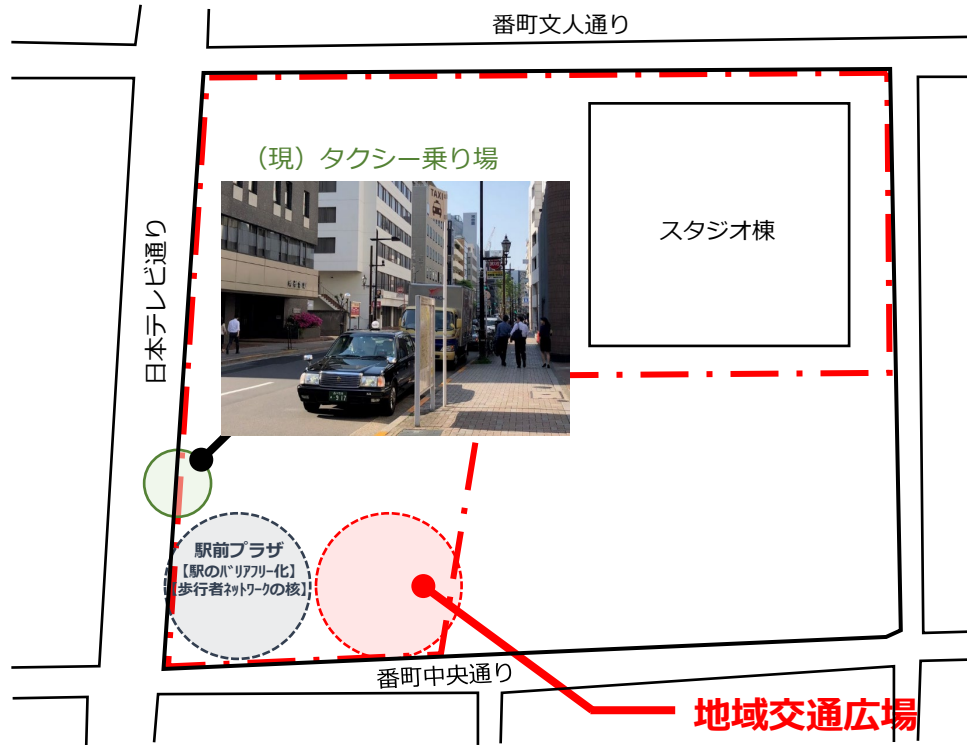 番町文人通り
（現）タクシー乗り場
TAXI
スタジオ棟
日本テレビ通り
駅前プラザ
【駅のバリアフリー化】
【歩行者ネットワークの核】
番町中央通り
地域交通広場